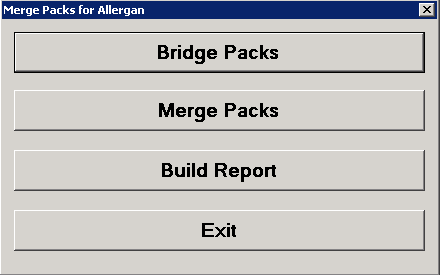 Merge Packs for Allergan
Bridge Packs
Merge Packs
Build Report
Exit